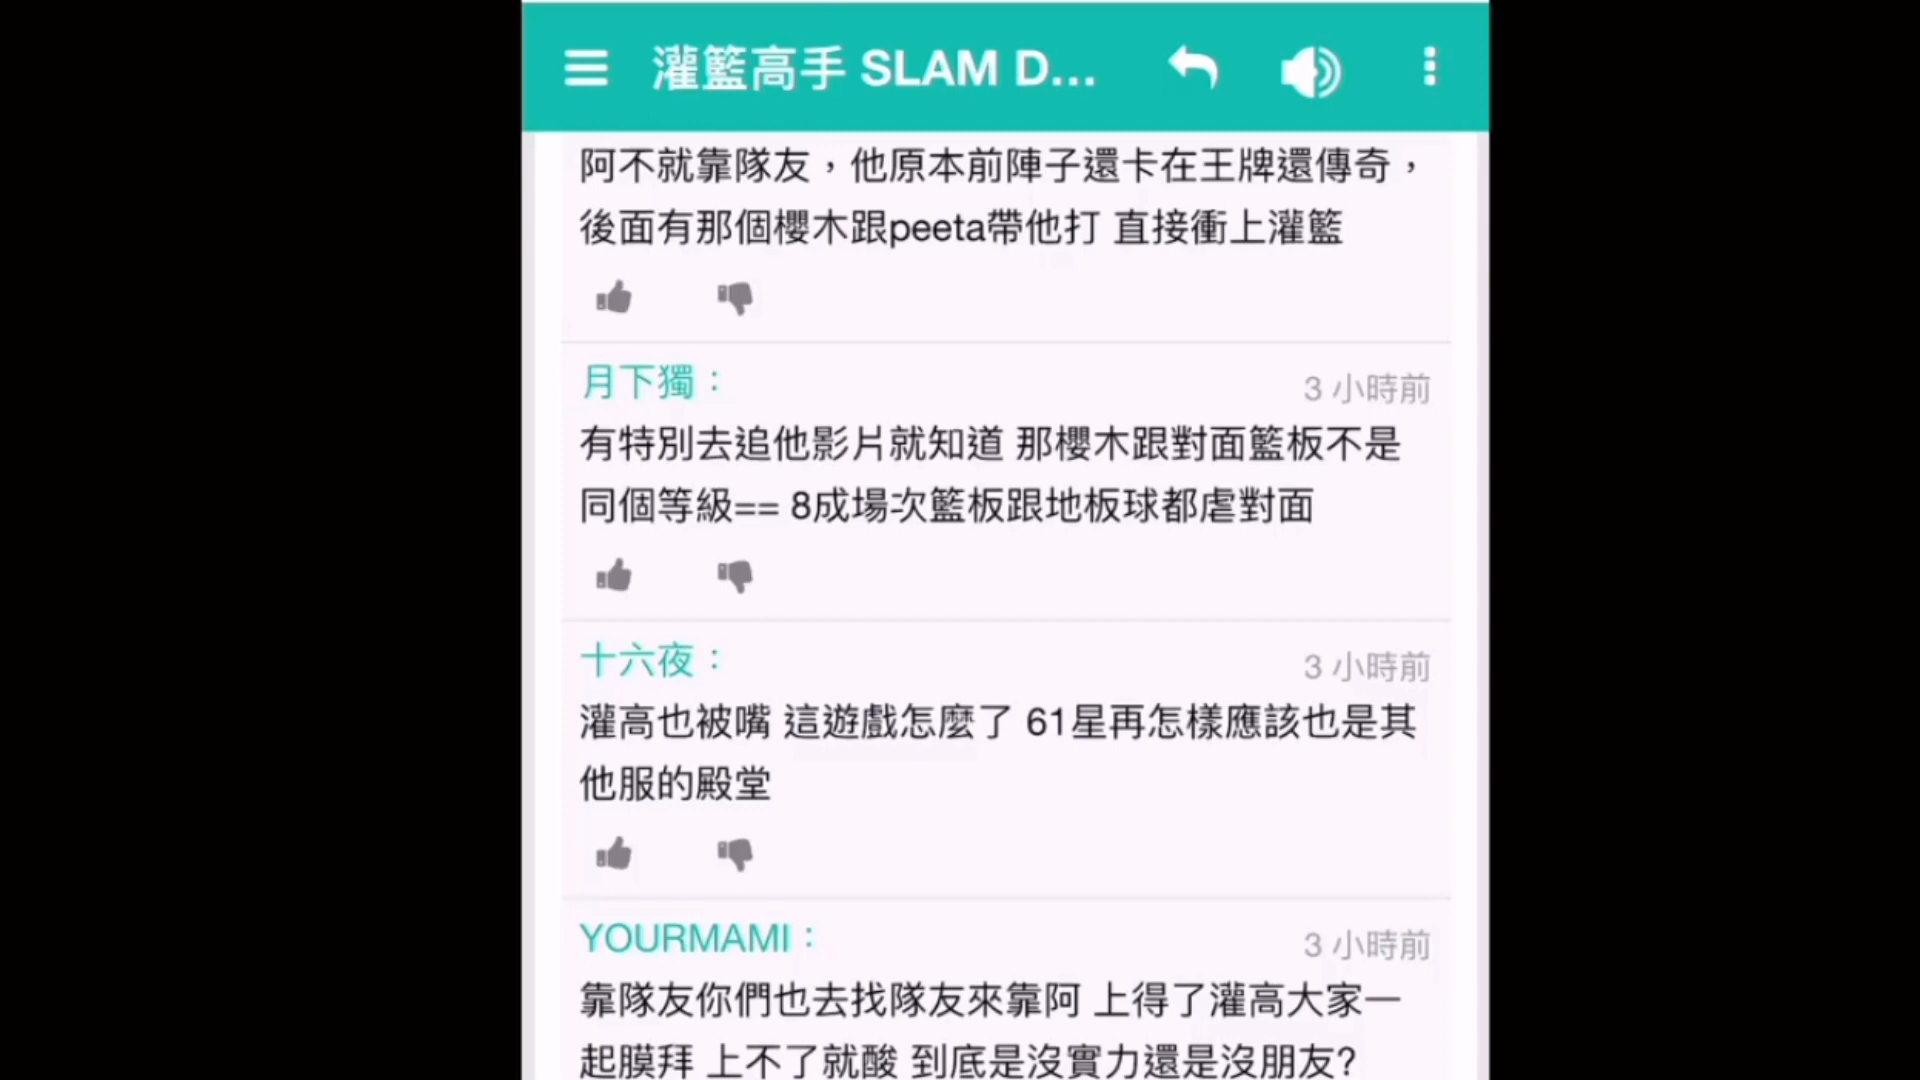 灌籃高手 SLAM D...
阿不就靠隊友，他原本前陣子還卡在王牌還傳奇，
後面有那個櫻木跟peeta帶他打 直接衝上灌籃
月下獨：
3 小時前
有特別去追他影片就知道 那櫻木跟對面籃板不是
同個等級== 8成場次籃板跟地板球都虐對面
十六夜：
3 小時前
灌高也被嘴 這遊戲怎麼了 61星再怎樣應該也是其
他服的殿堂
YOURMAMI：
3 小時前
靠隊友你們也去找隊友來靠阿 上得了灌高大家一
起膜拜 上不了就酸 到底是沒實力還是沒朋友?